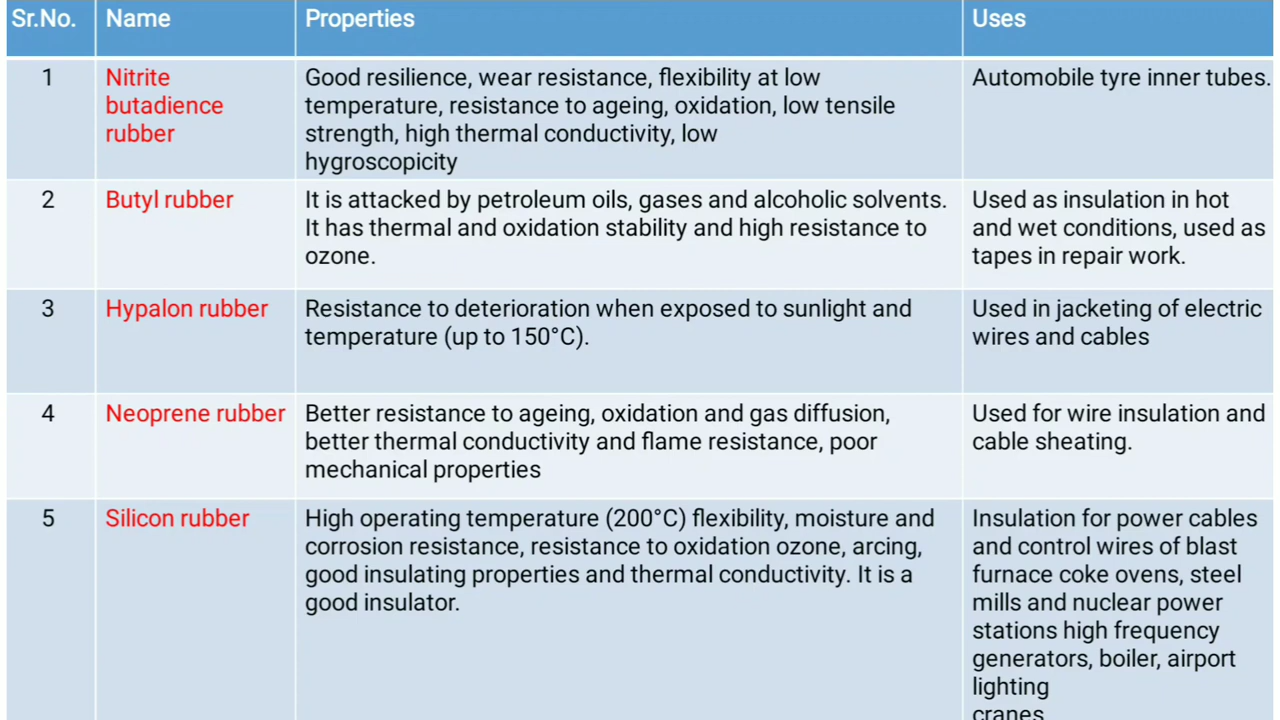 Sr.No. Name Properties Uses
1 Nitrite butadience rubber
Good resilience, wear resistance, flexibility at low
temperature, resistance to ageing, oxidation, low tensile
strength, high thermal conductivity, low
hygroscopicity
Automobile tyre inner tubes.
2 Butyl rubber
It is attacked by petroleum oils, gases and alcoholic solvents.
It has thermal and oxidation stability and high resistance to
ozone.
Used as insulation in hot
and wet conditions, used as
tapes in repair work.
3 Hypalon rubber
Resistance to deterioration when exposed to sunlight and
temperature (up to 150°C).
Used in jacketing of electric
wires and cables
4 Neoprene rubber
Better resistance to ageing, oxidation and gas diffusion,
better thermal conductivity and flame resistance, poor
mechanical properties
Used for wire insulation and
cable sheating.
5 Silicon rubber
High operating temperature (200°C) flexibility, moisture and
corrosion resistance, resistance to oxidation ozone, arcing,
good insulating properties and thermal conductivity. It is a
good insulator.
Insulation for power cables
and control wires of blast
furnace coke ovens, steel
mills and nuclear power
stations high frequency
generators, boiler, airport
lighting
cranes